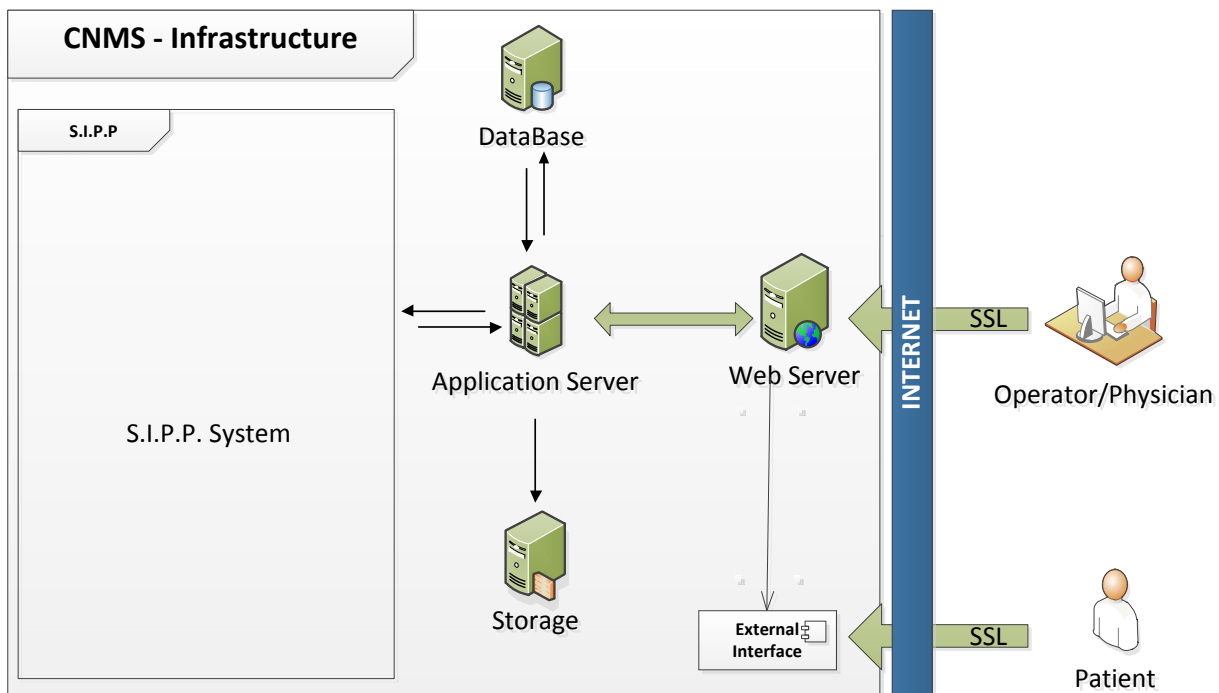 CNMS - Infrastructure
S.I.P.P
DataBase
S.I.P.P. System
Application Server
Web Server
Storage
External
Interface
INTERNET
SSL
Operator/Physician
SSL
Patient